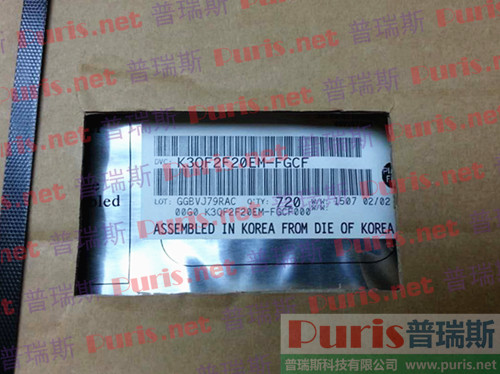 Puris.net 普瑞斯
DVC: K3QF2F20EM-FGCF
LOT: GGBVJ79RAC Q'TY: 720 W/W: 1507 02/02
00G0 K3QF2F20EM-FGCF000
ASSEMBLED IN KOREA FROM DIE OF KOREA
Puris普瑞斯
普瑞斯科技有限公司 www.puris.net